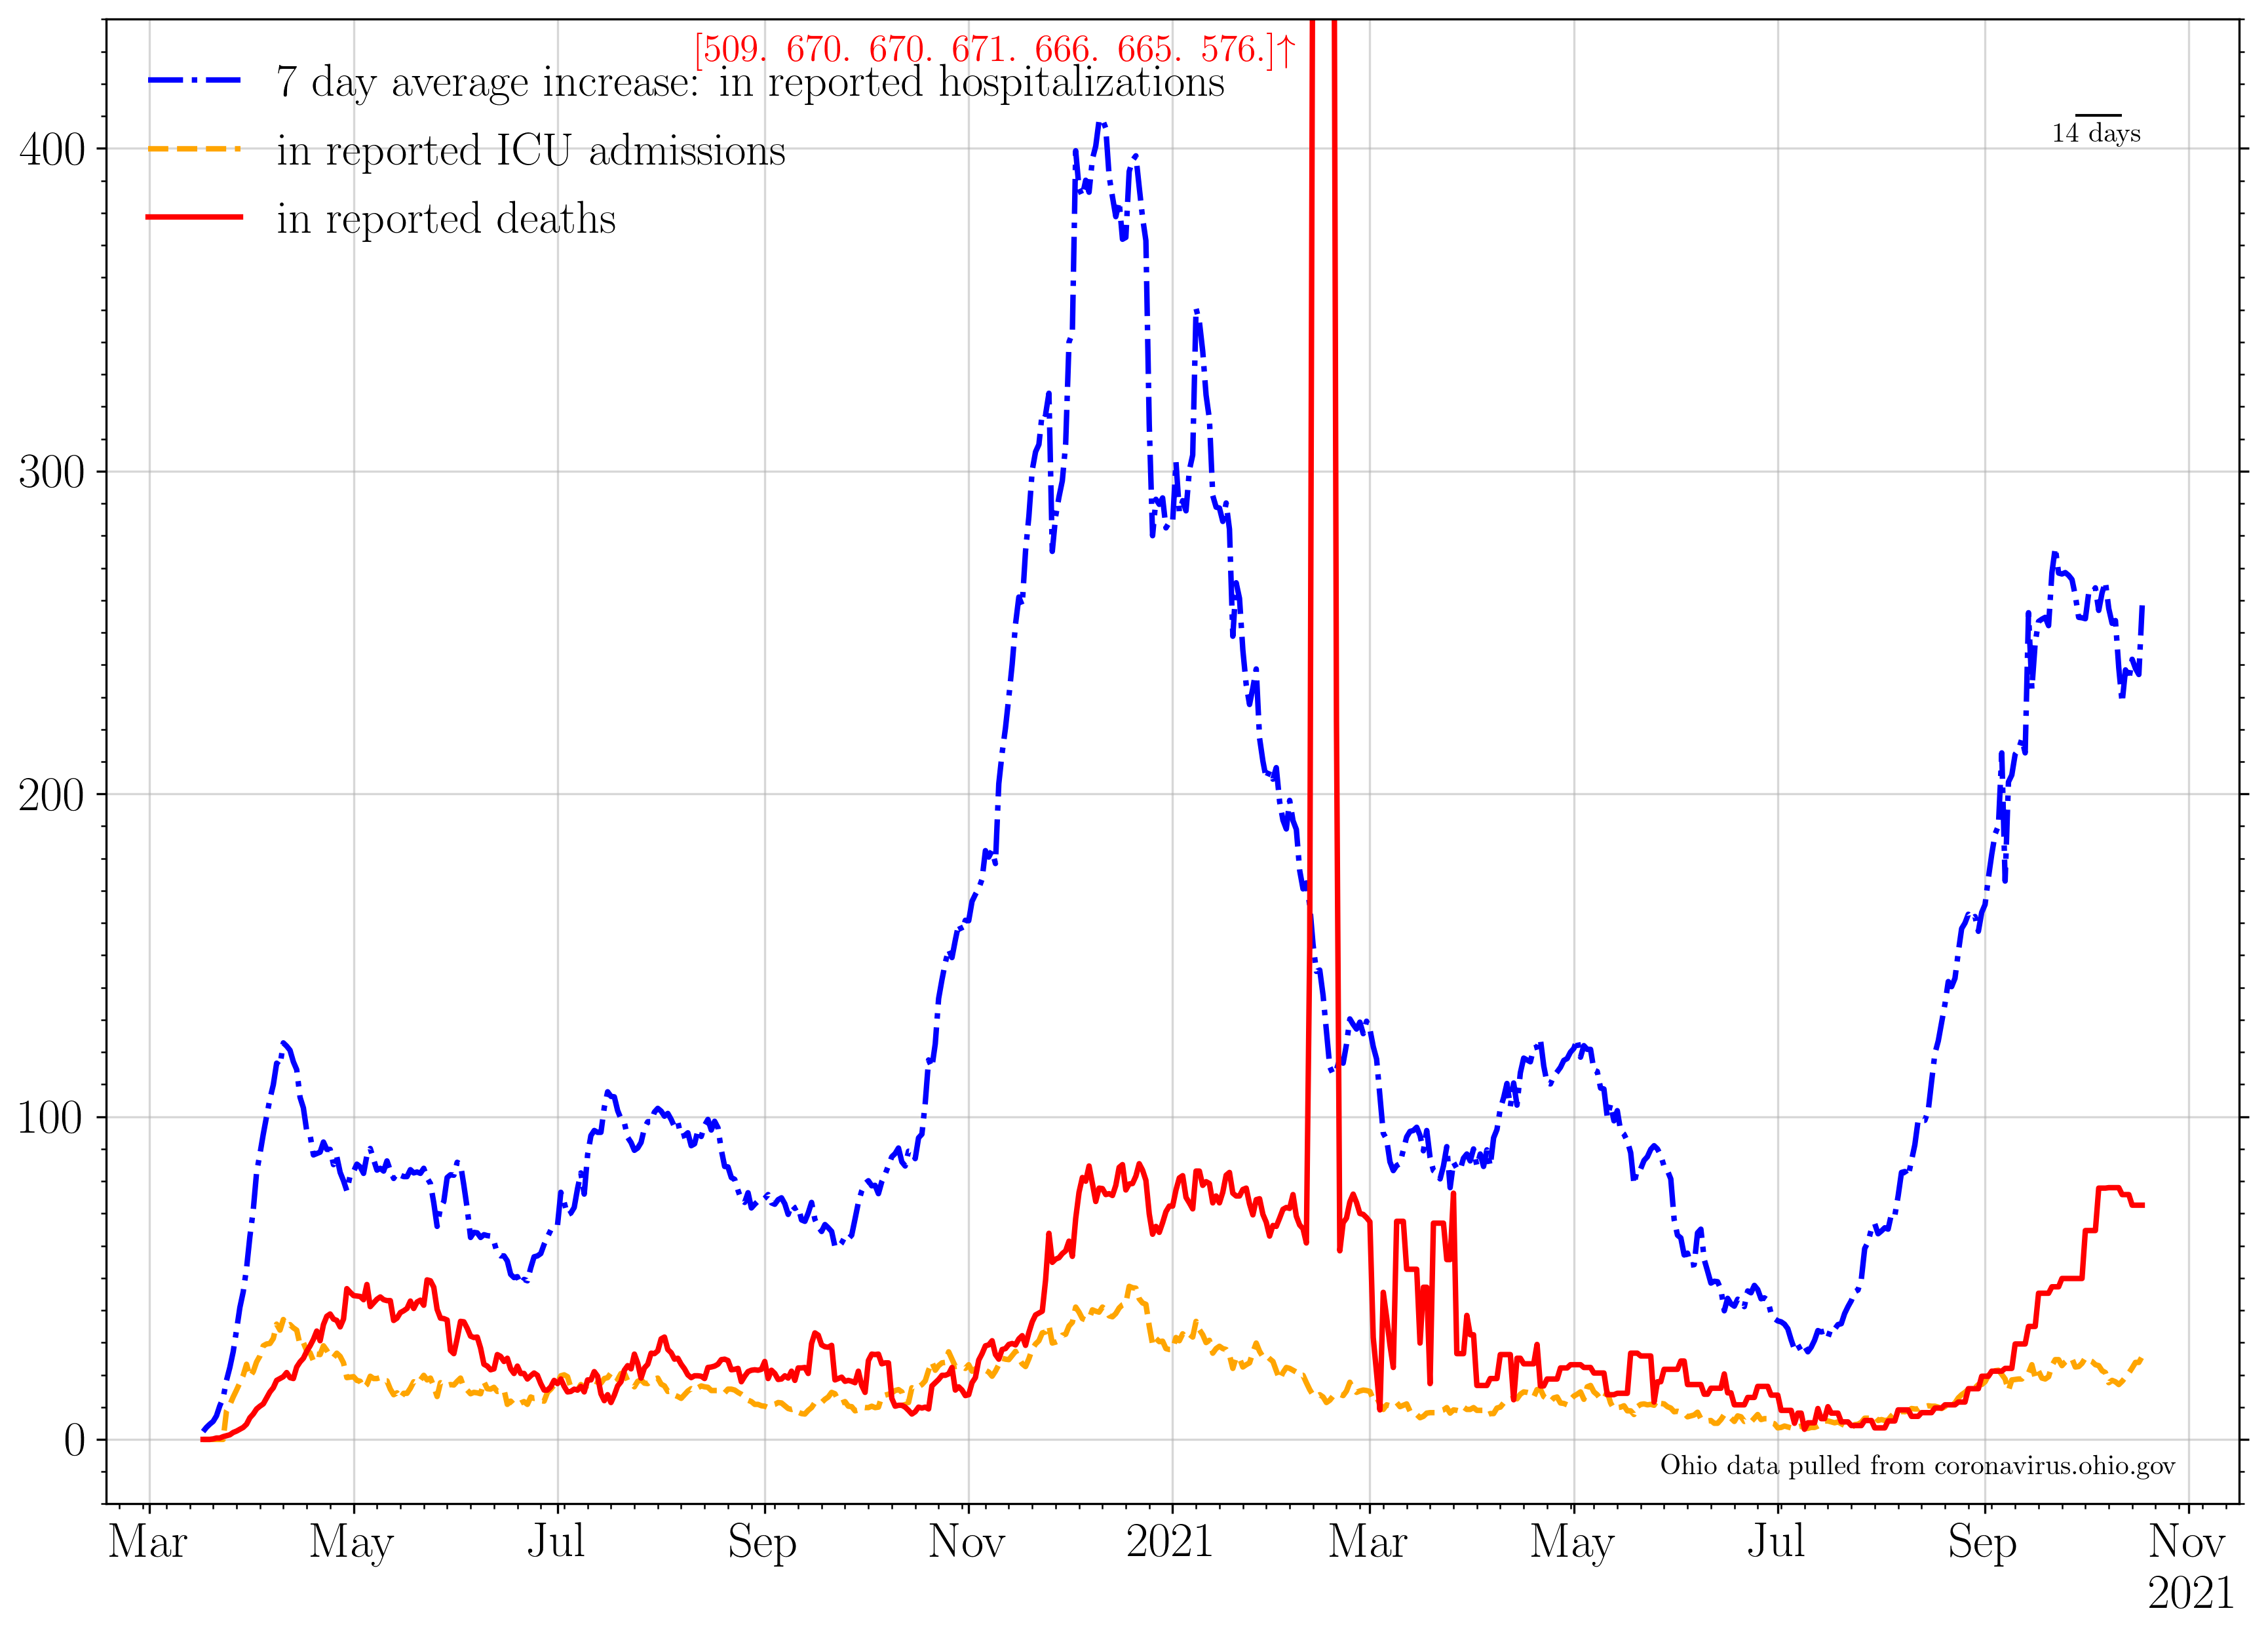 [509. 670. 670. 671. 666. 665. 576.]↑
7 day average increase: in reported hospitalizations
in reported ICU admissions
in reported deaths
14 days
400
300
200
100
0
Ohio data pulled from coronavirus.ohio.gov
Mar May Jul Sep Nov 2021 Mar May Jul Sep Nov
2021